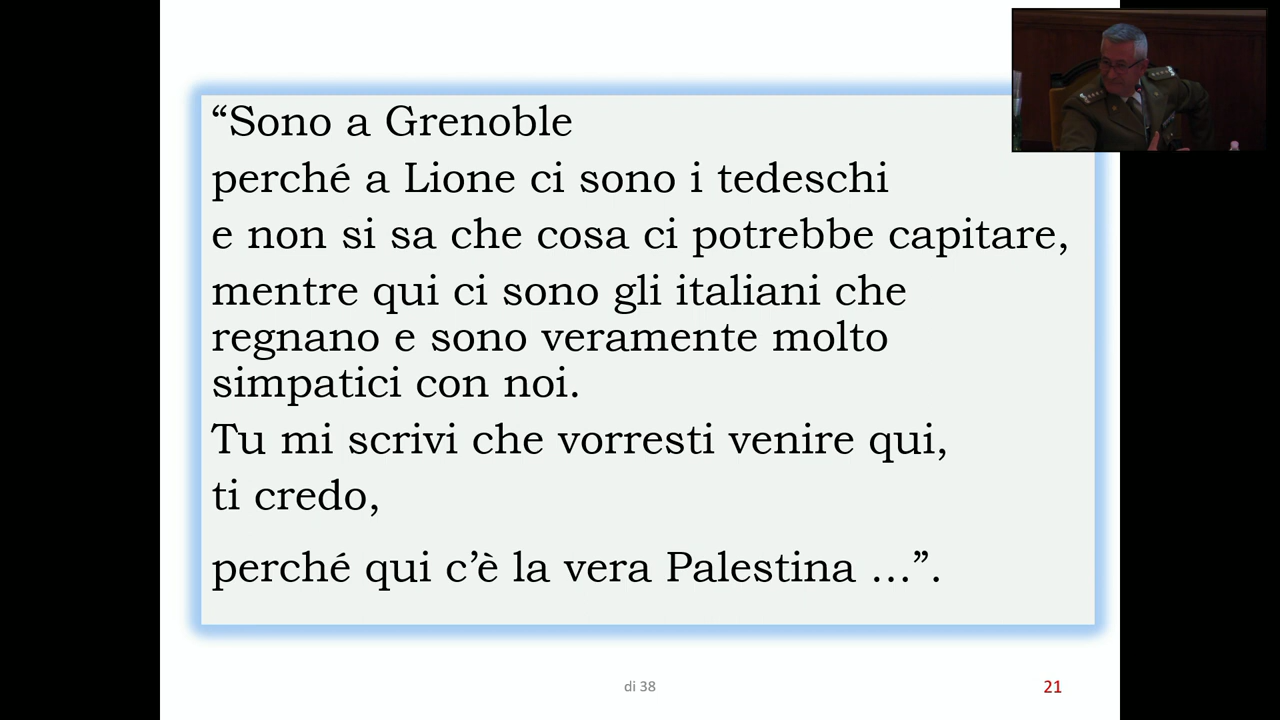 “Sono a Grenoble
perché a Lione ci sono i tedeschi
e non si sa che cosa ci potrebbe capitare,
mentre qui ci sono gli italiani che
regnano e sono veramente molto
simpatici con noi.
Tu mi scrivi che vorresti venire qui,
ti credo,
perché qui c’è la vera Palestina …”.
di 38
21